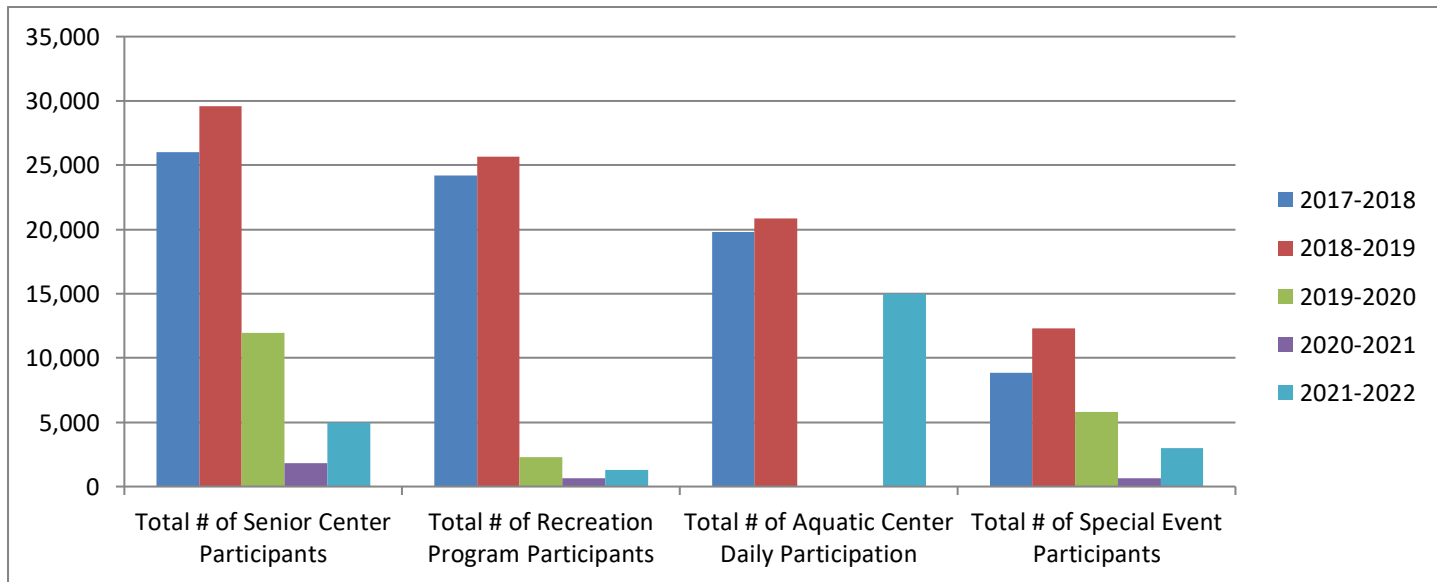 35,000
30,000
25,000
20,000
15,000
10,000
5,000
0
Total # of Senior Center
Participants
Total # of Recreation
Program Participants
Total # of Aquatic Center
Daily Participation
Total # of Special Event
Participants
2017-2018
2018-2019
2019-2020
2020-2021
2021-2022